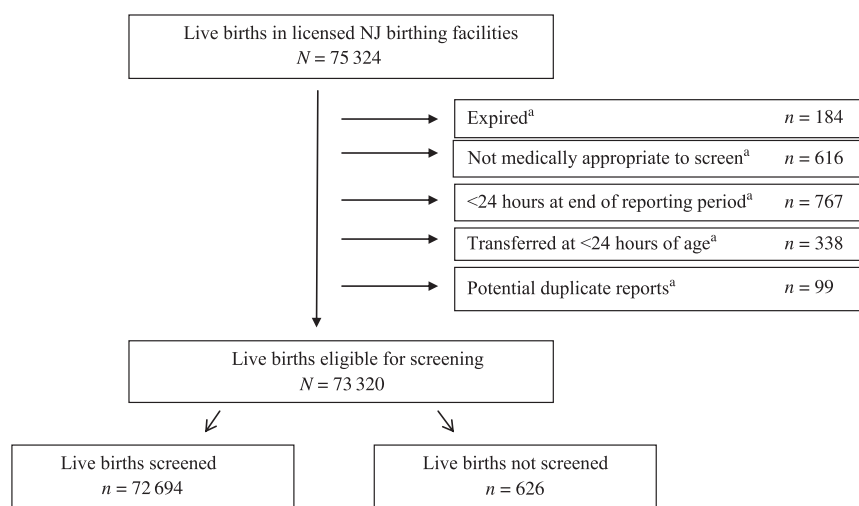 Live births in licensed NJ birthing facilities
N = 75 324
Expiredᵃ n = 184
Not medically appropriate to screenᵃ n = 616
<24 hours at end of reporting periodᵃ n = 767
Transferred at <24 hours of ageᵃ n = 338
Potential duplicate reportsᵃ n = 99
Live births eligible for screening
N = 73 320
Live births screened
n = 72 694
Live births not screened
n = 626